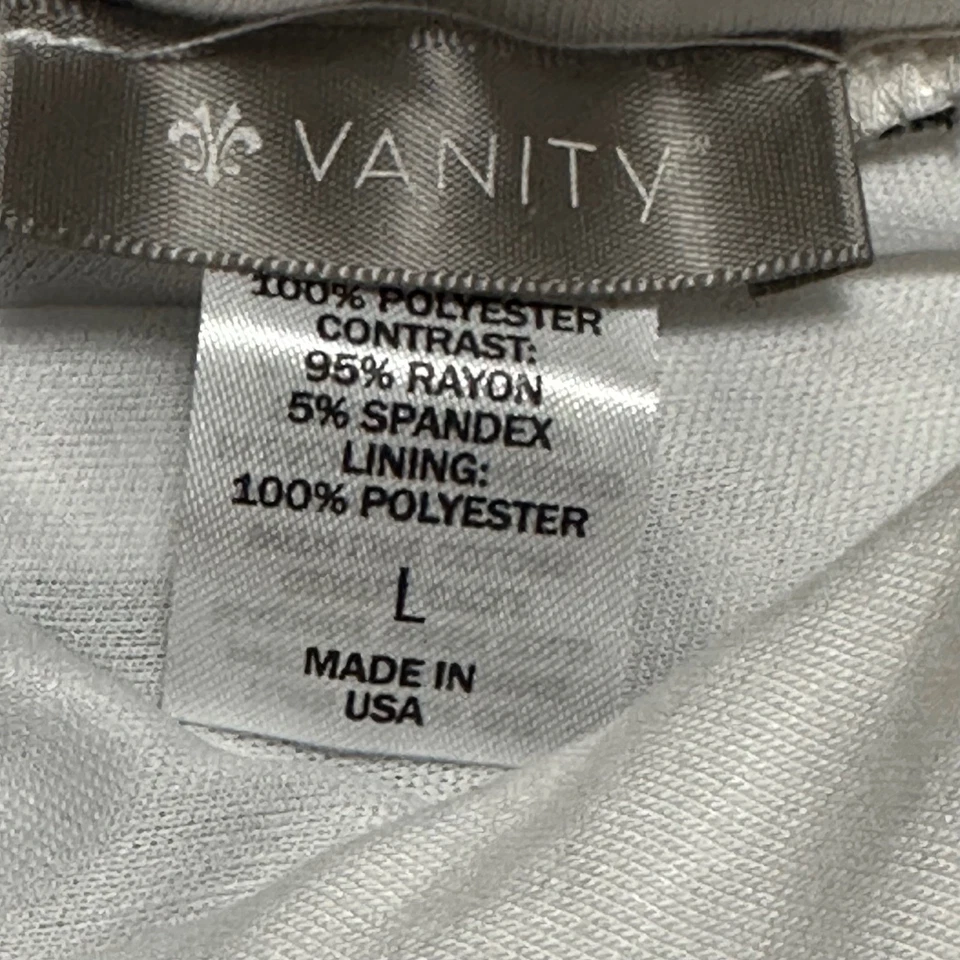 VANITY
100% POLYESTER
CONTRAST:
95% RAYON
5% SPANDEX
LINING:
100% POLYESTER
L
MADE IN
USA